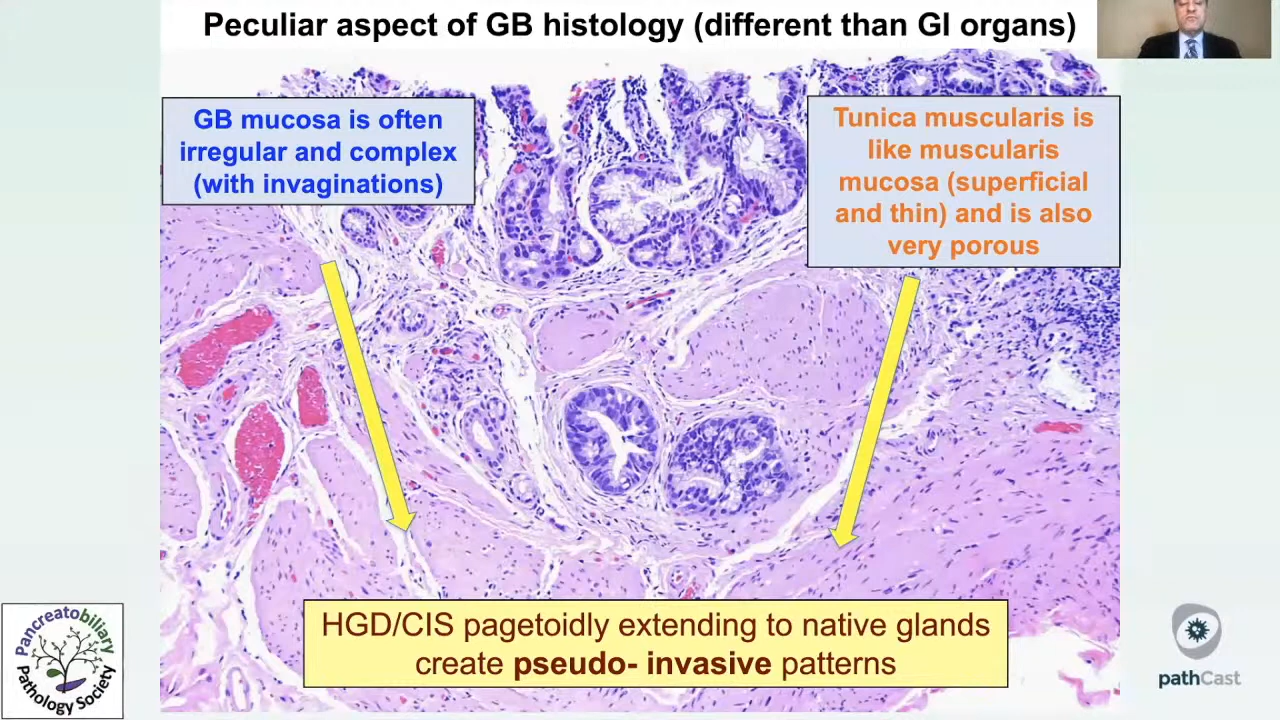 Peculiar aspect of GB histology (different than GI organs)
GB mucosa is often
irregular and complex
(with invaginations)
Tunica muscularis is
like muscularis
mucosa (superficial
and thin) and is also
very porous
HGD/CIS pagetoidly extending to native glands
create pseudo- invasive patterns
Pancreatobiliary
Pathology Society
pathCast